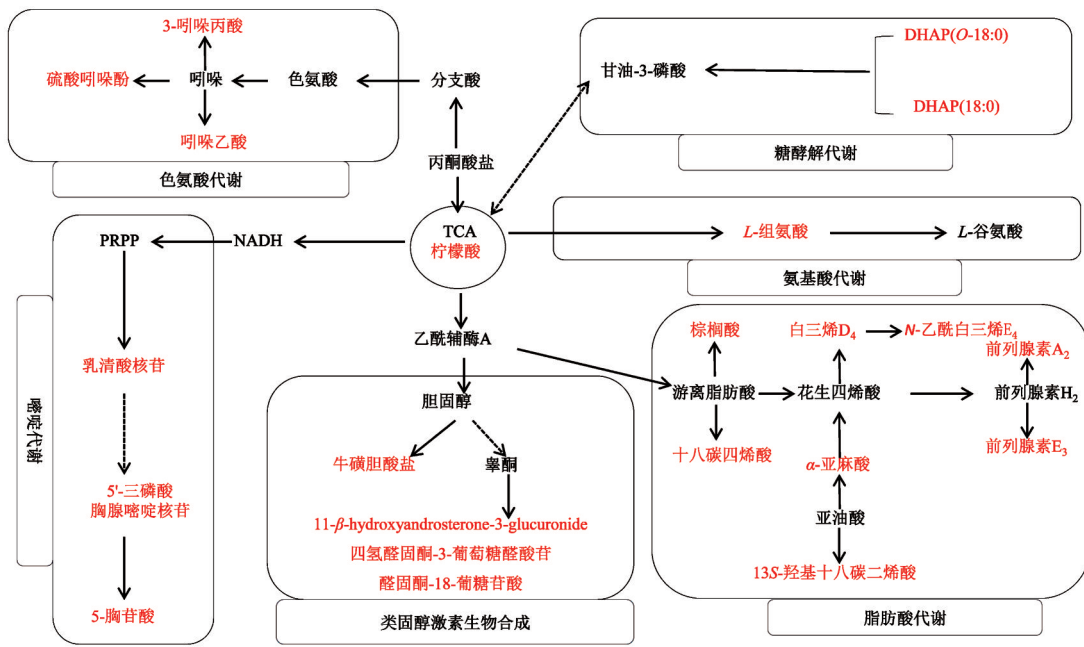 3-吲哚丙酸
硫酸吲哚酚
吲哚
色氨酸
分支酸
吲哚乙酸
色氨酸代谢
丙酮酸盐
甘油-3-磷酸
DHAP(O-18:0)
DHAP(18:0)
糖酵解代谢
PRPP
NADH
TCA
柠檬酸
L-组氨酸
L-谷氨酸
氨基酸代谢
乳清酸核苷
5'-三磷酸
胸腺嘧啶核苷
5-胸苷酸
嘧啶代谢
乙酰辅酶A
胆固醇
牛磺胆酸盐
睾酮
11-β-hydroxyandrosterone-3-glucuronide
四氢醛固酮-3-葡萄糖醛酸苷
醛固酮-18-葡糖苷酸
类固醇激素生物合成
棕榈酸
白三烯D₄
N-乙酰白三烯E₄
前列腺素A₂
游离脂肪酸
花生四烯酸
前列腺素H₂
十八碳四烯酸
α-亚麻酸
前列腺素E₃
亚油酸
13S-羟基十八碳二烯酸
脂肪酸代谢